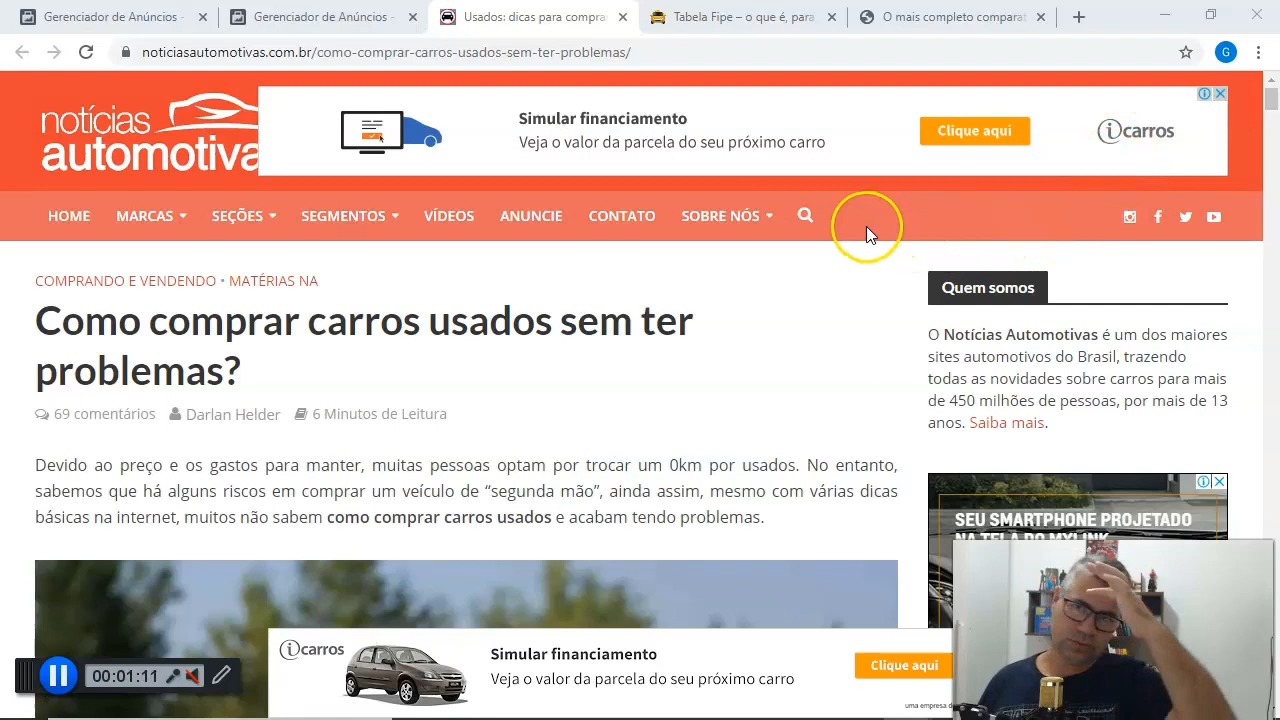 Gerenciador de Anúncios -
Gerenciador de Anúncios -
Usados: dicas para compra
Tabela Fipe – o que é, para
O mais completo comparat
noticiasautomotivas.com.br/como-comprar-carros-usados-sem-ter-problemas/
G
notícias
automotiva
Simular financiamento
Veja o valor da parcela do seu próximo carro
Clique aqui
icarros
HOME MARCAS SEÇÕES SEGMENTOS VÍDEOS ANUNCIE CONTATO SOBRE NÓS
COMPRANDO E VENDENDO • MATÉRIAS NA
Como comprar carros usados sem ter
problemas?
69 comentários Darlan Helder 6 Minutos de Leitura
Devido ao preço e os gastos para manter, muitas pessoas optam por trocar um 0km por usados. No entanto,
sabemos que há alguns riscos em comprar um veículo de “segunda mão”, ainda assim, mesmo com várias dicas
básicas na internet, muitos não sabem como comprar carros usados e acabam tendo problemas.
Quem somos
O Notícias Automotivas é um dos maiores
sites automotivos do Brasil, trazendo
todas as novidades sobre carros para mais
de 450 milhões de pessoas, por mais de 13
anos. Saiba mais.
SEU SMARTPHONE PROJETADO
NA TELA DO MYLINK
icarros
Simular financiamento
Veja o valor da parcela do seu próximo carro
Clique aqui
uma empresa d
00:01:11